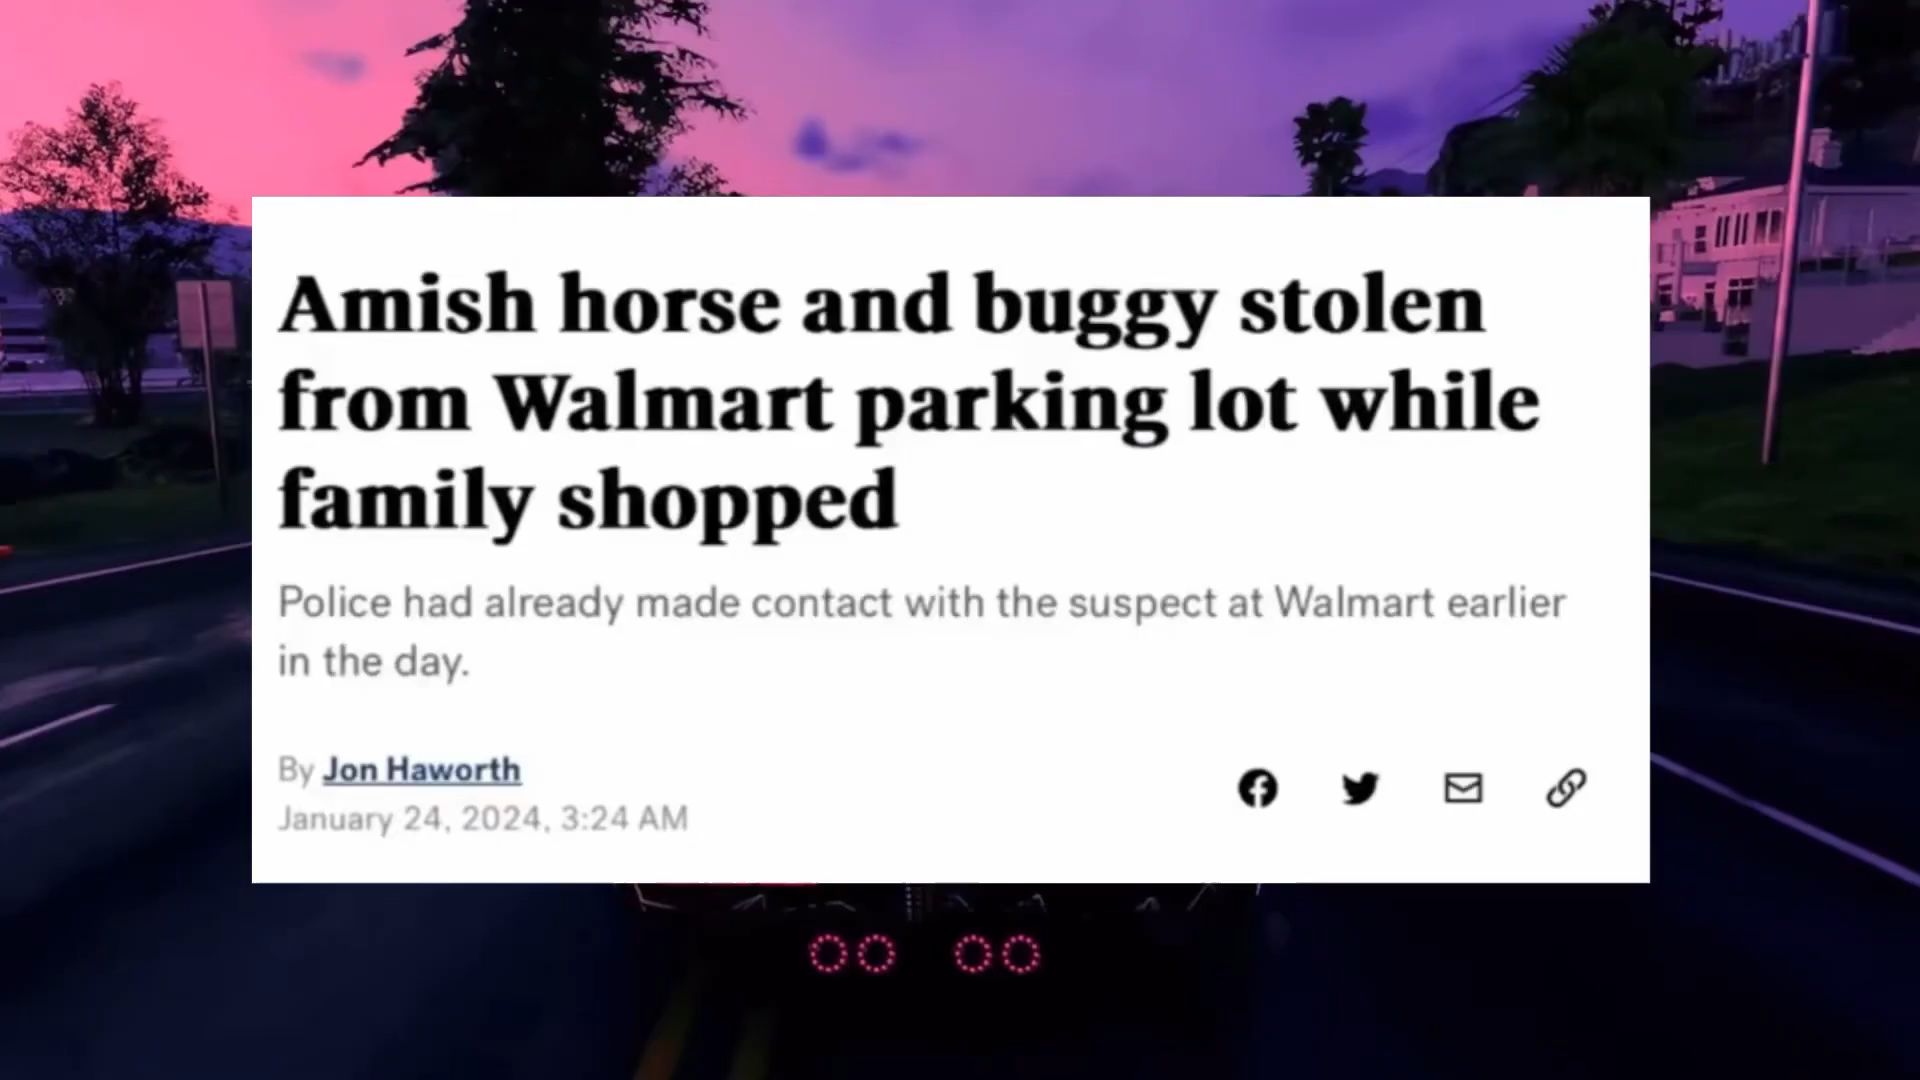 Amish horse and buggy stolen
from Walmart parking lot while
family shopped
Police had already made contact with the suspect at Walmart earlier
in the day.
By Jon Haworth
January 24, 2024, 3:24 AM